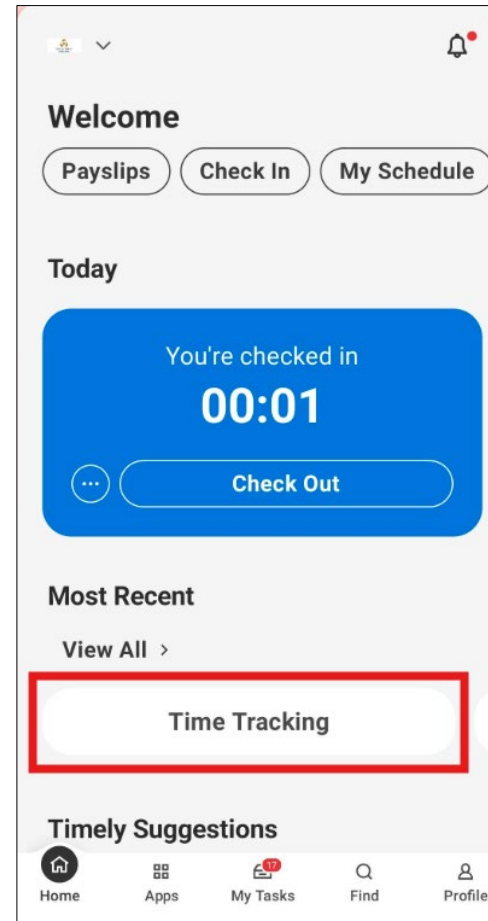 Welcome
Payslips Check In My Schedule
Today
You're checked in
00:01
Check Out
Most Recent
View All >
Time Tracking
Timely Suggestions
17
Home Apps My Tasks Find Profile